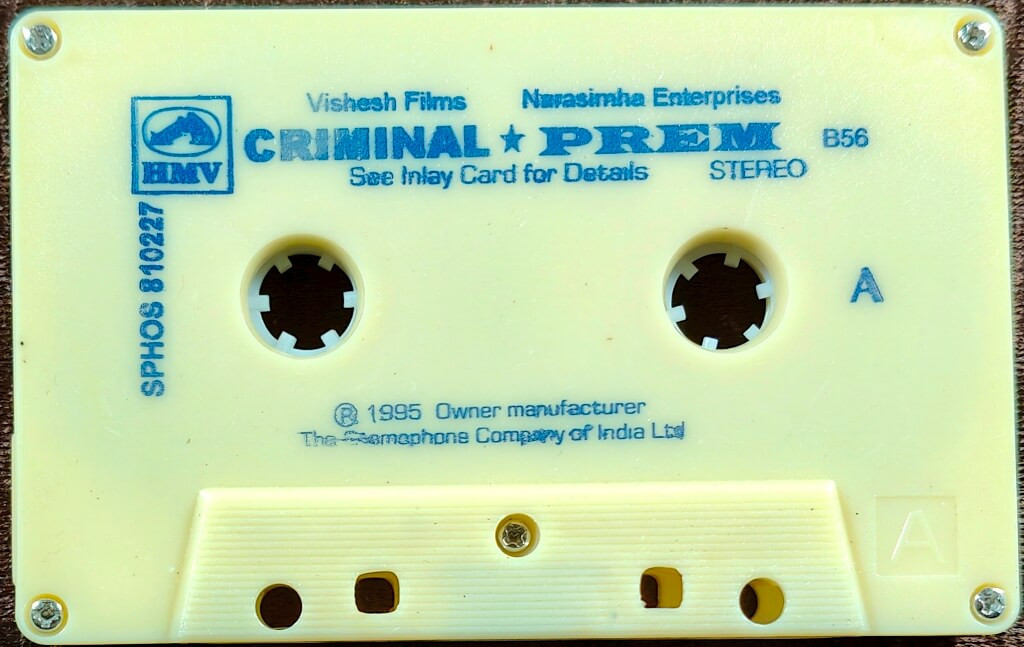 Vishesh Films Narasimha Enterprises
HMV
CRIMINAL ★ PREM B56
See Inlay Card for Details STEREO
SPHOS 810227
A
℗ 1995 Owner manufacturer
The Gramophone Company of India Ltd
A